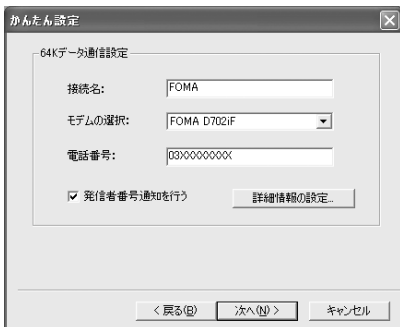 かんたん設定
64Kデータ通信設定
接続名: FOMA
モデムの選択: FOMA D702iF
電話番号: 03XXXXXXXX
発信者番号通知を行う 詳細情報の設定...
< 戻る(B) 次へ(N) > キャンセル